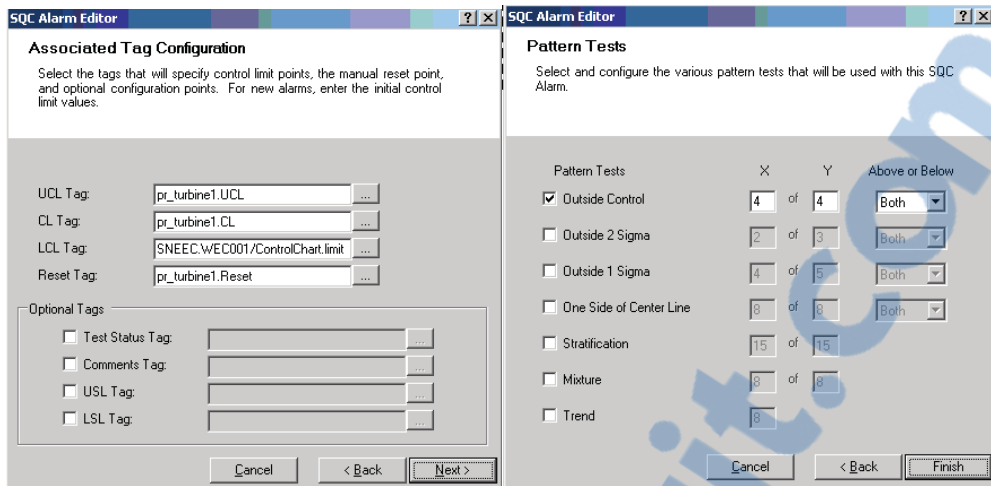 SQC Alarm Editor
Associated Tag Configuration
Select the tags that will specify control limit points, the manual reset point,
and optional configuration points. For new alarms, enter the initial control
limit values.
UCL Tag: pr_turbine1.UCL ...
CL Tag: pr_turbine1.CL ...
LCL Tag: SNEEC.WEC001/ControlChart.limit ...
Reset Tag: pr_turbine1.Reset ...
Optional Tags
Test Status Tag: ...
Comments Tag: ...
USL Tag: ...
LSL Tag: ...
Cancel < Back Next >
SQC Alarm Editor
Pattern Tests
Select and configure the various pattern tests that will be used with this SQC
Alarm.
Pattern Tests X Y Above or Below
Outside Control 4 of 4 Both
Outside 2 Sigma 2 of 3 Both
Outside 1 Sigma 4 of 5 Both
One Side of Center Line 8 of 8 Both
Stratification 15 of 15
Mixture 8 of 8
Trend 8
Cancel < Back Finish
it.com